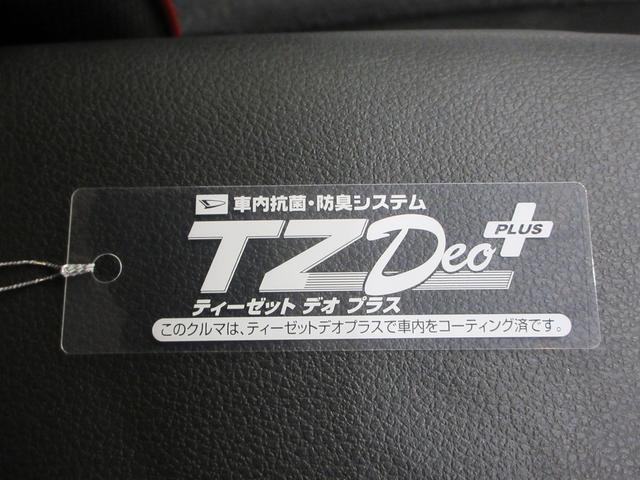 車内抗菌・防臭システム
TZ Deo PLUS
ティーゼット デオ プラス
このクルマは、ティーゼットデオプラスで車内をコーティング済です。